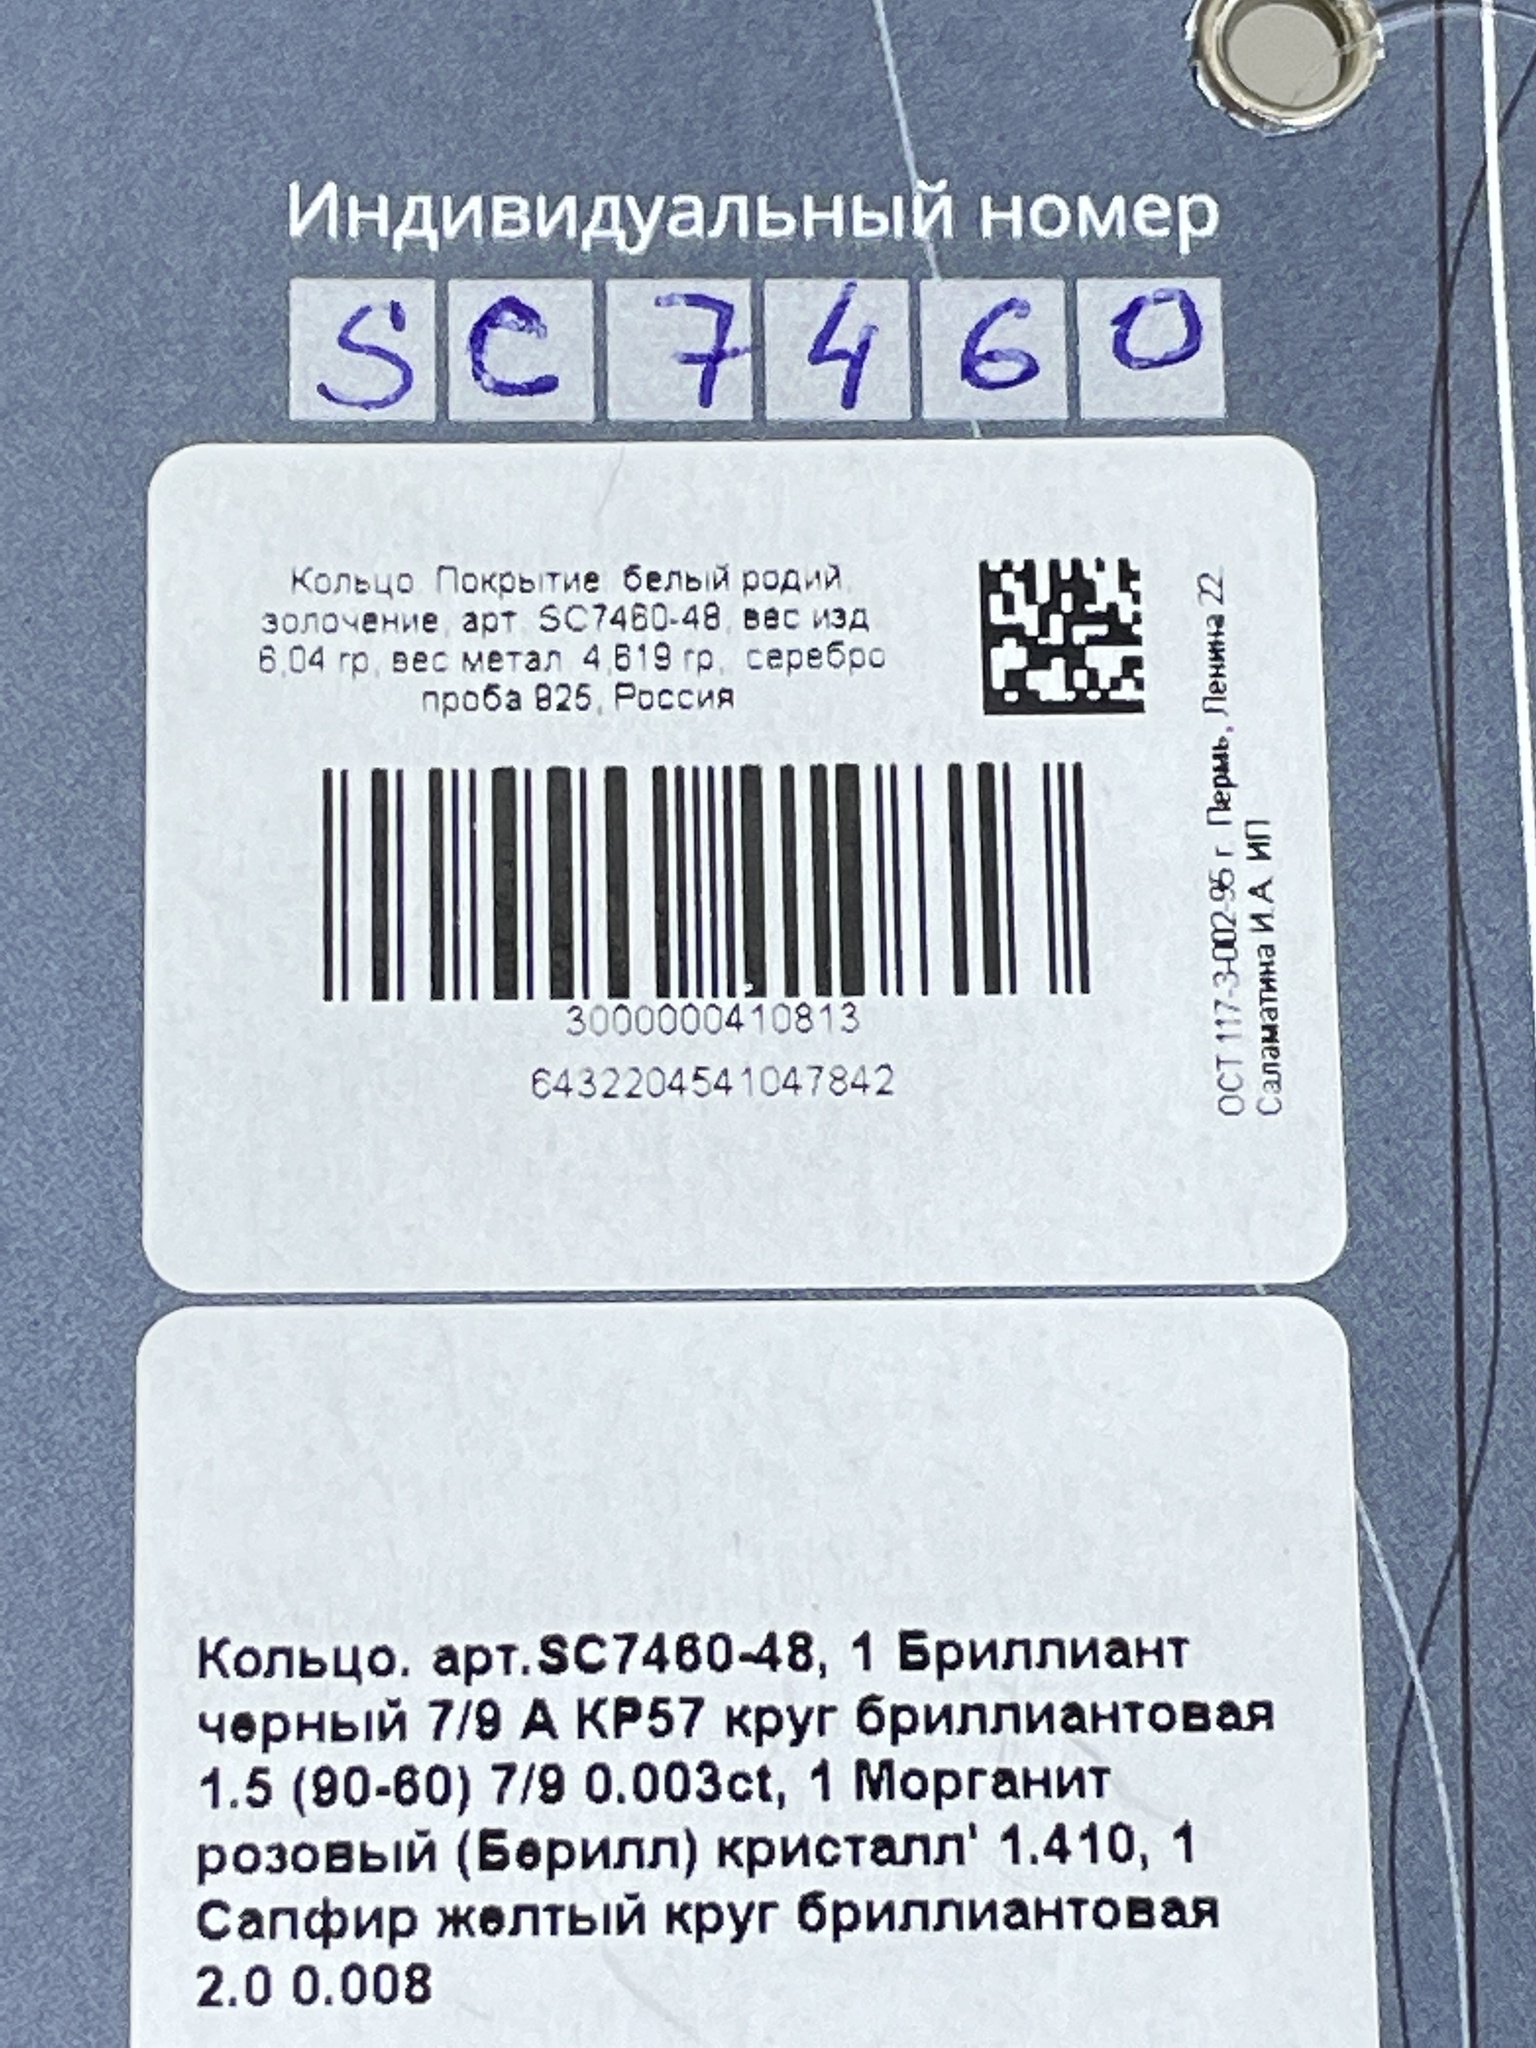 Индивидуальный номер
SC7460
Кольцо. Покрытие: белый родий,
золочение, арт. SC7460-48, вес изд.
6,04 гр, вес метал. 4,619 гр., серебро
проба 925, Россия
3000000410813
6432204541047842
ОСТ 117-3-002-95 г. Пермь, Ленина 22
Саламатина И.А. ИП
Кольцо. арт.SC7460-48, 1 Бриллиант
черный 7/9 А КР57 круг бриллиантовая
1.5 (90-60) 7/9 0.003ct, 1 Морганит
розовый (Берилл) кристалл' 1.410, 1
Сапфир желтый круг бриллиантовая
2.0 0.008